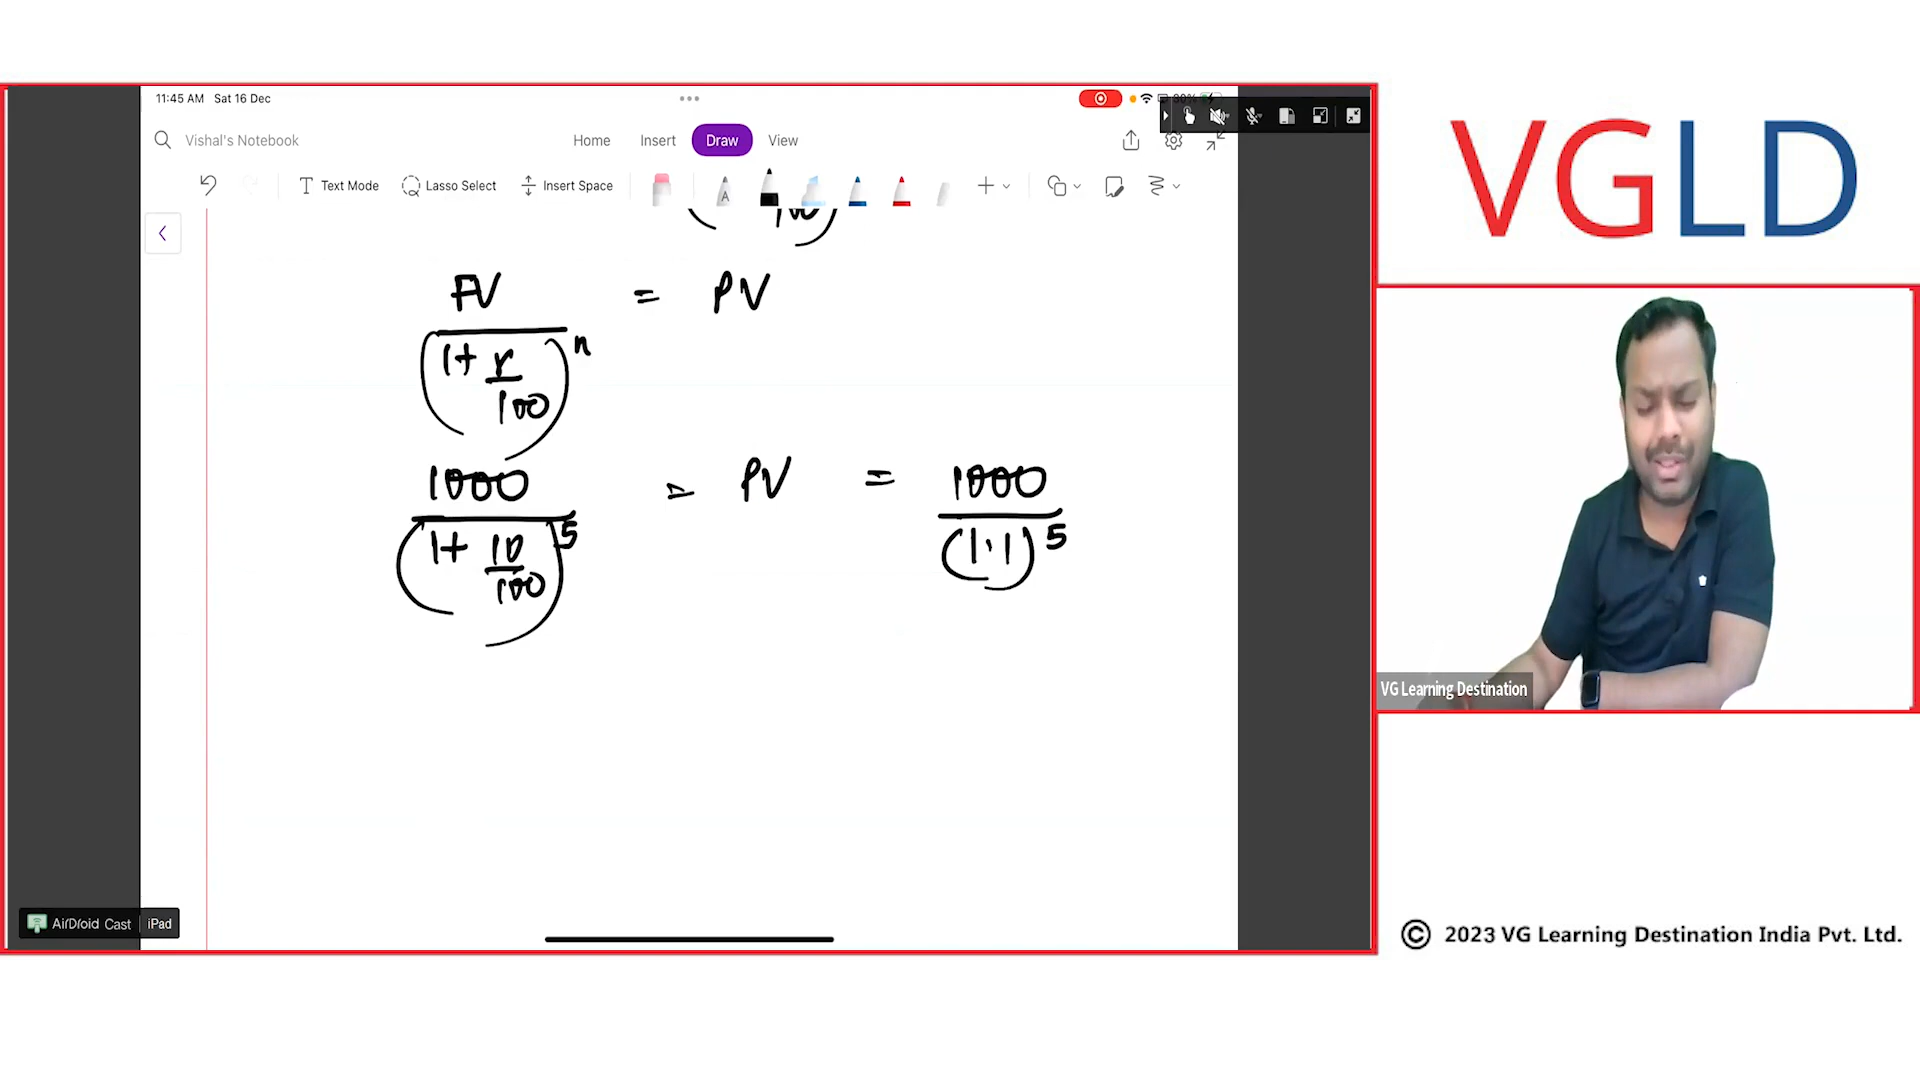 11:45 AM Sat 16 Dec
Vishal's Notebook
Home Insert Draw View
Text Mode Lasso Select Insert Space
A
100
FV = PV
(1+ r/100)^n
1000 = PV = 1000
(1+ 10/100)^5 (1.1)^5
AirDroid Cast iPad
VGLD
VG Learning Destination
© 2023 VG Learning Destination India Pvt. Ltd.